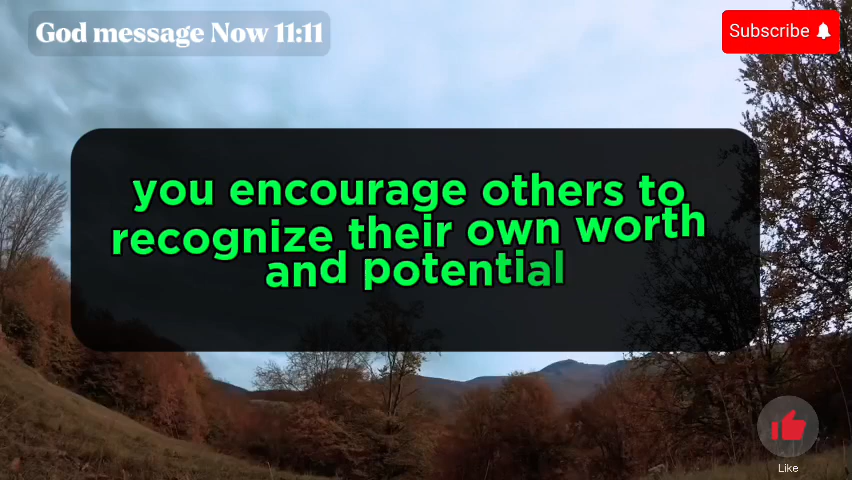 God message Now 11:11
Subscribe
you encourage others to
recognize their own worth
and potential
Like